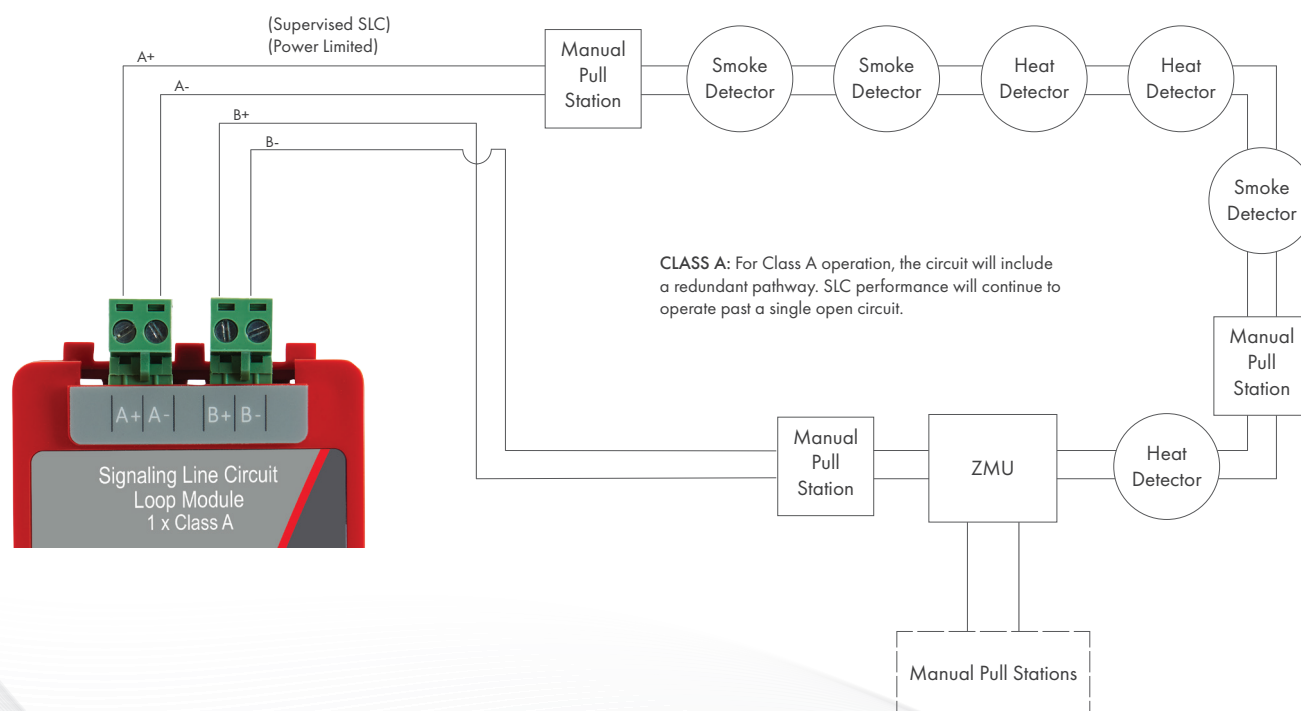 (Supervised SLC)
(Power Limited)
A+
A-
B+
B-
Manual
Pull
Station
Smoke
Detector
Smoke
Detector
Heat
Detector
Heat
Detector
Smoke
Detector
CLASS A: For Class A operation, the circuit will include
a redundant pathway. SLC performance will continue to
operate past a single open circuit.
Manual
Pull
Station
A+ A- B+ B-
Signaling Line Circuit
Loop Module
1 x Class A
Manual
Pull
Station
ZMU
Heat
Detector
Manual Pull Stations